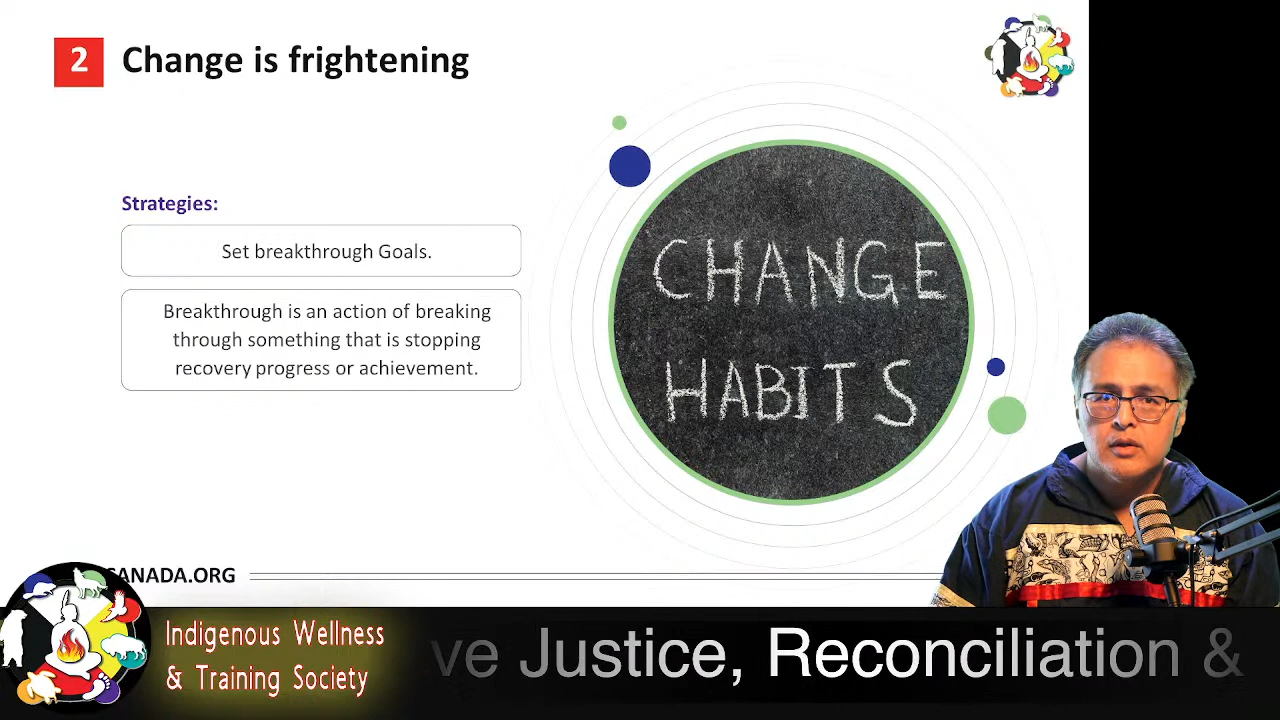 2 Change is frightening
Strategies:
Set breakthrough Goals.
Breakthrough is an action of breaking
through something that is stopping
recovery progress or achievement.
CHANGE
HABITS
SANADA.ORG
Indigenous Wellness
& Training Society
ve Justice, Reconciliation &